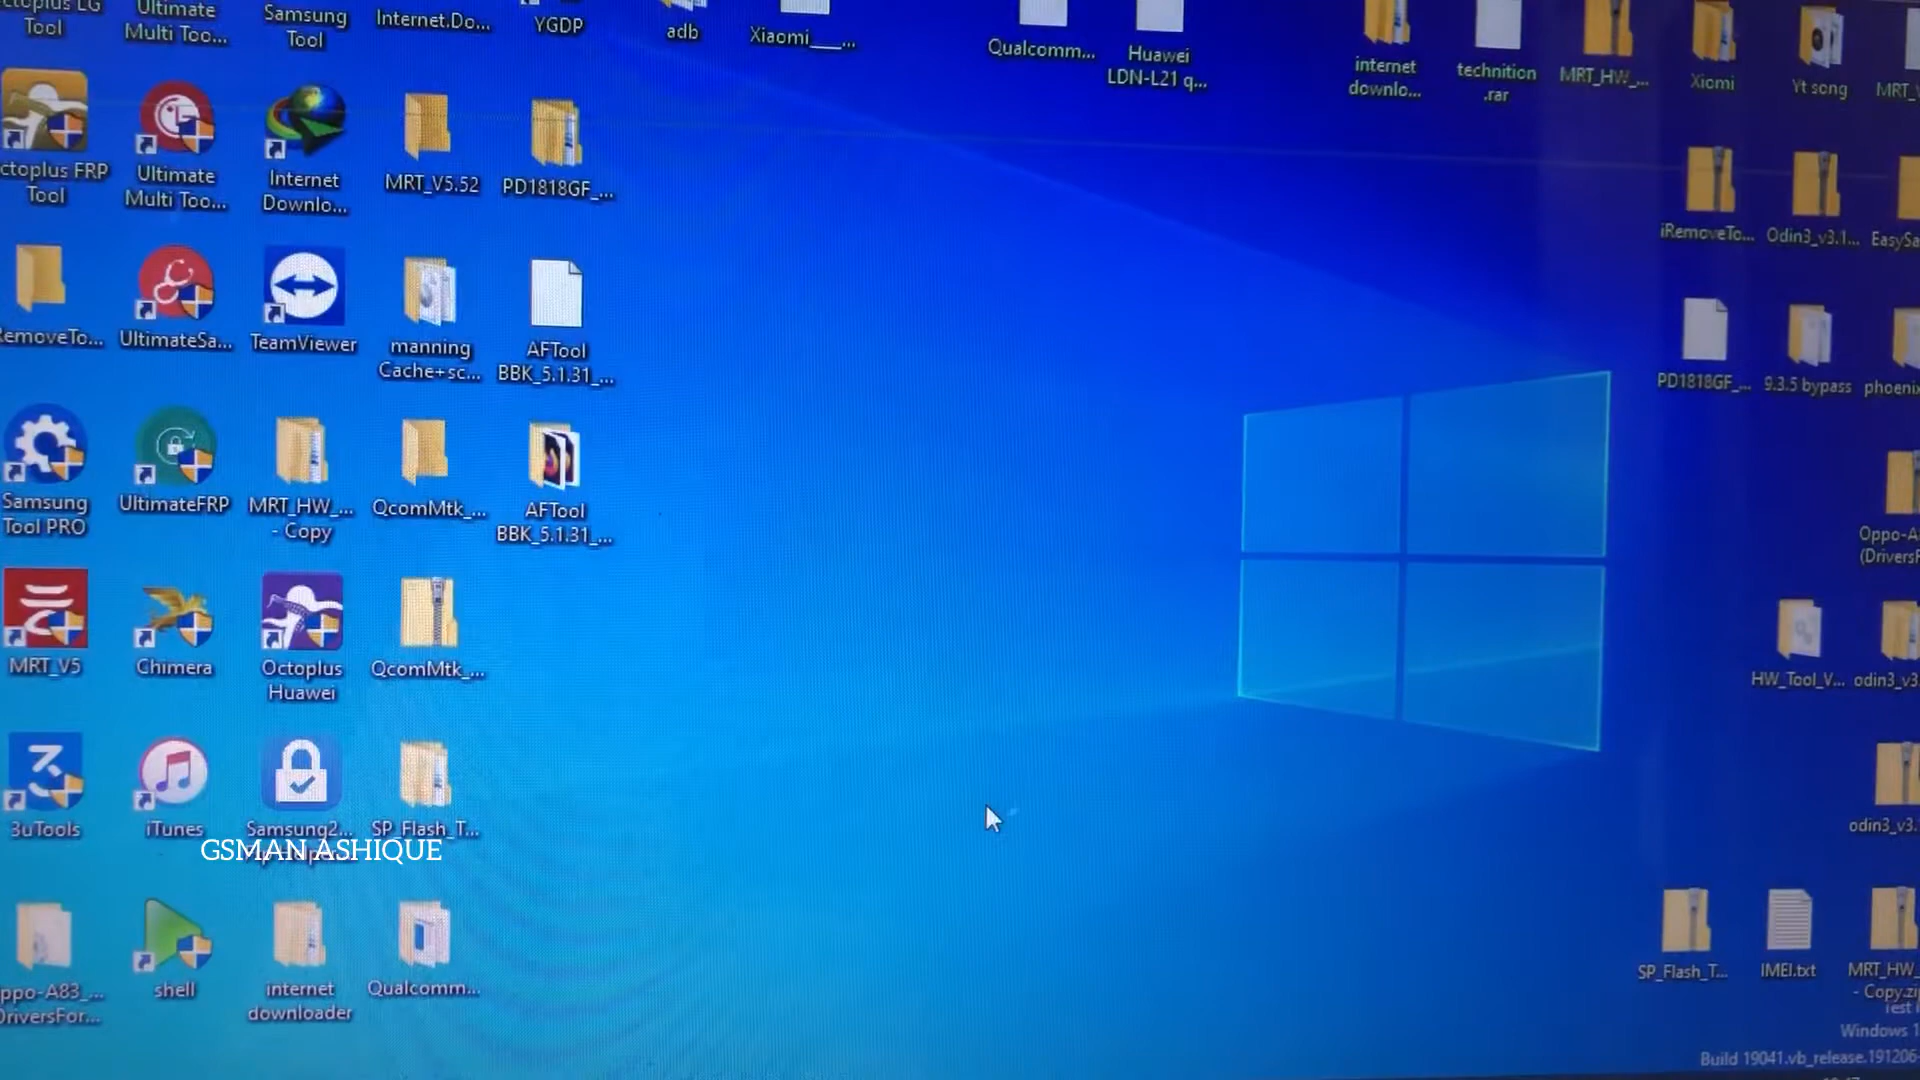 Tool
Ultimate
Multi Too...
Samsung
Tool
Internet.Do...
YGDP
adb
Xiaomi___...
Qualcomm...
Huawei
LDN-L21 q...
internet
downlo...
technition
.rar
MRT_HW_...
Xiomi
Yt song
ctoplus FRP
Tool
Ultimate
Multi Too...
Internet
Downlo...
MRT_V5.52
PD1818GF_...
iRemoveTo...
Odin3_v3.1...
EasySa
RemoveTo...
UltimateSa...
TeamViewer
manning
Cache+sc...
AFTool
BBK_5.1.31_...
PD1818GF_...
9.3.5 bypass
phoenix
Samsung
Tool PRO
UltimateFRP
MRT_HW_...
- Copy
QcomMtk_...
AFTool
BBK_5.1.31_...
Oppo-A
(DriversF
MRT_V5
Chimera
Octoplus
Huawei
QcomMtk_...
HW_Tool_V...
odin3_v3
3uTools
iTunes
Samsung2...
SP_Flash_T...
odin3_v3.
GSMAN ASHIQUE
ppo-A83_...
DriversFor...
shell
internet
downloader
Qualcomm...
SP_Flash_T...
IMEI.txt
MRT_HW_
- Copy.zi
Test
Windows 1
Build 19041.vb_release.191206-